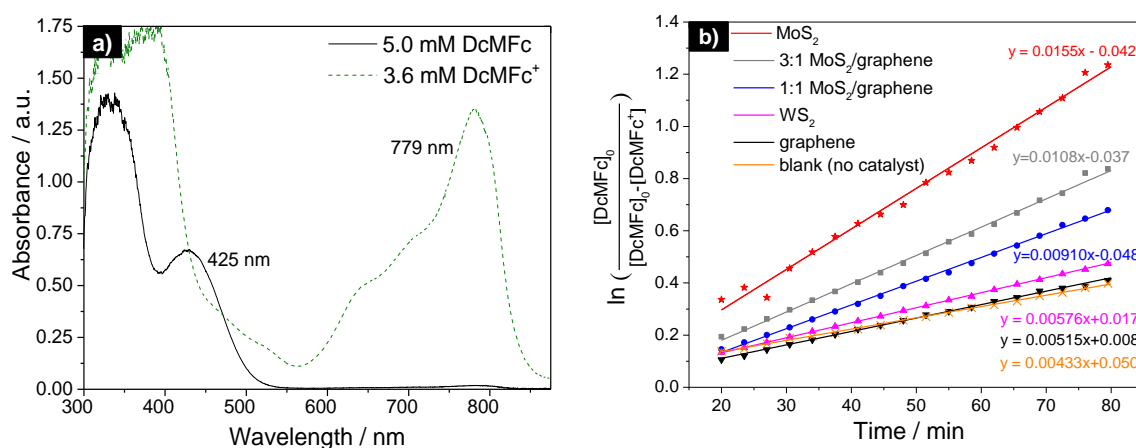 a)
5.0 mM DcMFc
3.6 mM DcMFc⁺
779 nm
425 nm
1.75
1.50
1.25
1.00
0.75
0.50
0.25
0.00
Absorbance / a.u.
300 400 500 600 700 800
Wavelength / nm
b)
MoS₂
3:1 MoS₂/graphene
1:1 MoS₂/graphene
WS₂
graphene
blank (no catalyst)
y = 0.0155x - 0.042
y=0.0108x-0.037
y=0.00910x-0.048
y = 0.00576x+0.017
y = 0.00515x+0.008
y = 0.00433x+0.050
1.4
1.2
1.0
0.8
0.6
0.4
0.2
0.0
ln ( [DcMFc]₀ / [DcMFc]₀-[DcMFc⁺] )
20 30 40 50 60 70 80
Time / min